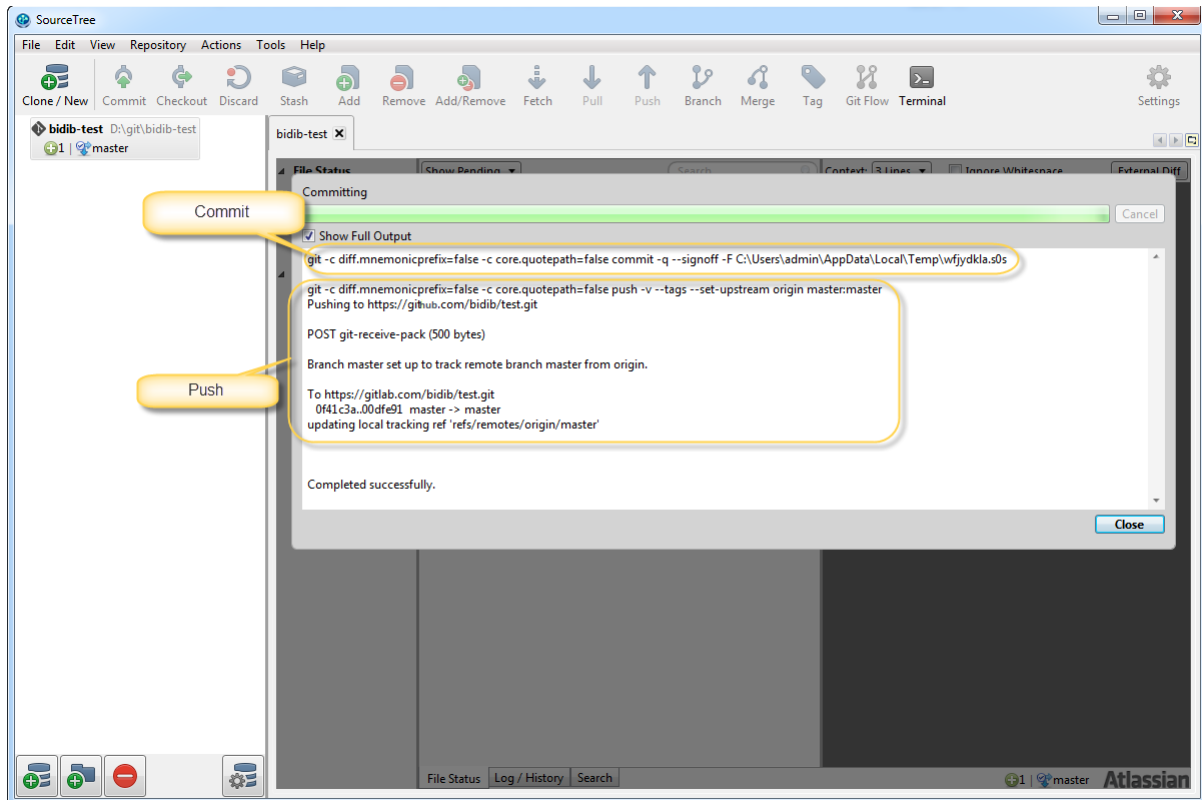 SourceTree
File Edit View Repository Actions Tools Help
Clone / New Commit Checkout Discard Stash Add Remove Add/Remove Fetch Pull Push Branch Merge Tag Git Flow Terminal Settings
bidib-test D:\git\bidib-test
1 | master
bidib-test
File Status Show Pending Search Context: 3 Lines Ignore Whitespace External Diff
Committing
Cancel
Commit
Show Full Output
git -c diff.mnemonicprefix=false -c core.quotepath=false commit -q --signoff -F C:\Users\admin\AppData\Local\Temp\wfjydkla.s0s
git -c diff.mnemonicprefix=false -c core.quotepath=false push -v --tags --set-upstream origin master:master
Pushing to https://github.com/bidib/test.git
POST git-receive-pack (500 bytes)
Branch master set up to track remote branch master from origin.
Push
To https://gitlab.com/bidib/test.git
0f41c3a..00dfe91 master -> master
updating local tracking ref 'refs/remotes/origin/master'
Completed successfully.
Close
File Status Log / History Search
1 | master Atlassian